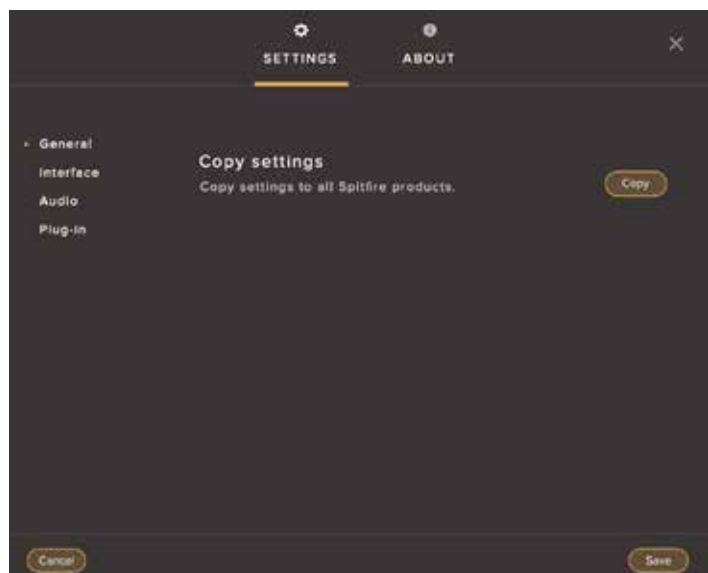 SETTINGS
ABOUT
General
Interface
Audio
Plug-in
Copy settings
Copy settings to all Spitfire products.
Copy
Cancel
Save